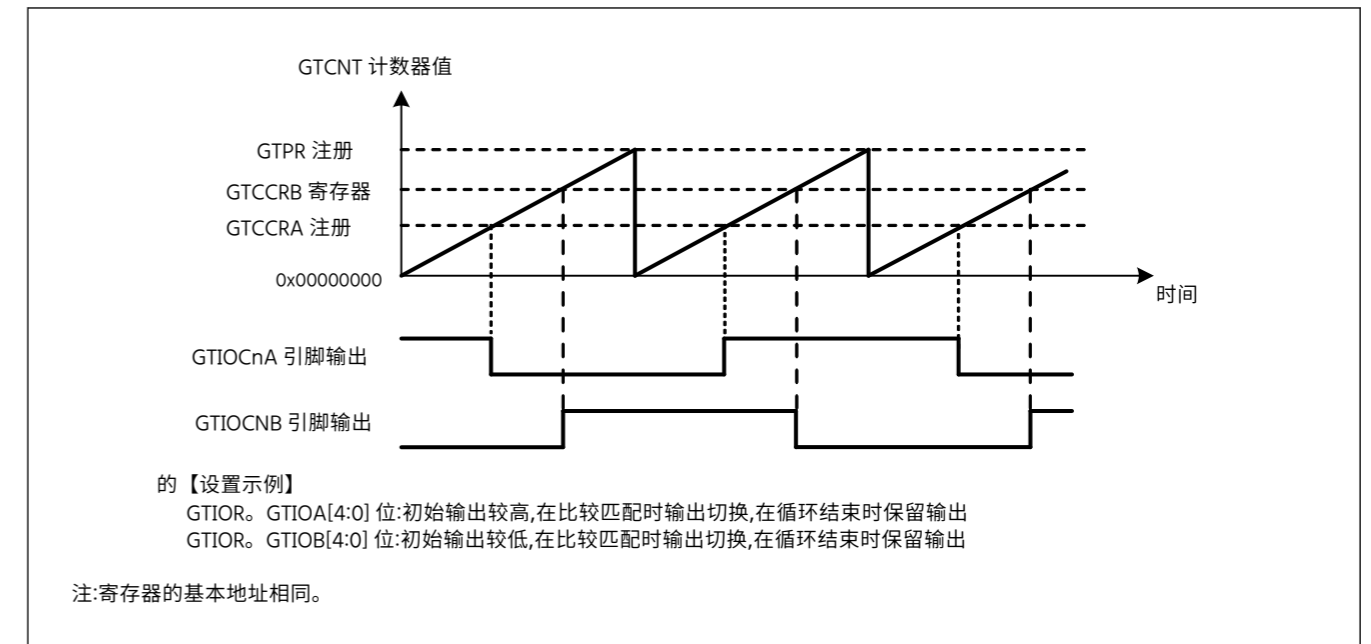 GTCNT 计数器值
GTPR 注册
GTCCRB 寄存器
GTCCRA 注册
0x00000000
时间
GTIOCnA 引脚输出
GTIOCNB 引脚输出
的【设置示例】
GTIOR。GTIOA[4:0] 位:初始输出较高,在比较匹配时输出切换,在循环结束时保留输出
GTIOR。GTIOB[4:0] 位:初始输出较低,在比较匹配时输出切换,在循环结束时保留输出
注:寄存器的基本地址相同。